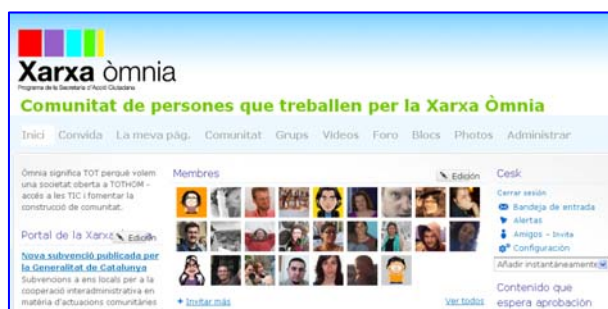 Xarxa òmnia
Programa de la Secretaria d'Acció Ciutadana
Comunitat de persones que treballen per la Xarxa Òmnia
Inici Convida La meva pàg. Comunitat Grups Videos Foro Blocs Photos Administrar
Òmnia significa TOT perquè volem
una societat oberta a TOTHOM -
accés a les TIC i fomentar la
construcció de comunitat.
Portal de la Xarxa
Edición
Nova subvenció publicada per
la Generalitat de Catalunya
Subvencions a ens locals per a la
cooperació interadministrativa en
matèria d'actuacions comunitàries
Membres
Edición
+ Invitar más
Ver todos
Cesk
Cerrar sesión
Bandeja de entrada
Alertas
Amigos - Invita
Configuración
Añadir instantáneamente
Contenido que
espera aprobación